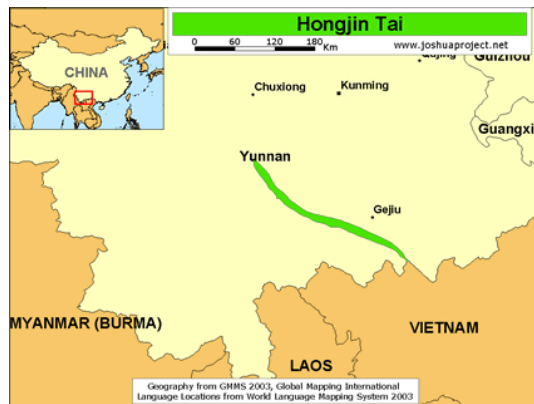 Hongjin Tai
0 60 120 180
Km
www.joshuaproject.net
CHINA
Qujing
Guizhou
Chuxiong
Kunming
Guangxi
Yunnan
Gejiu
MYANMAR (BURMA)
VIETNAM
LAOS
Geography from GMMS 2003, Global Mapping International
Language Locations from World Language Mapping System 2003